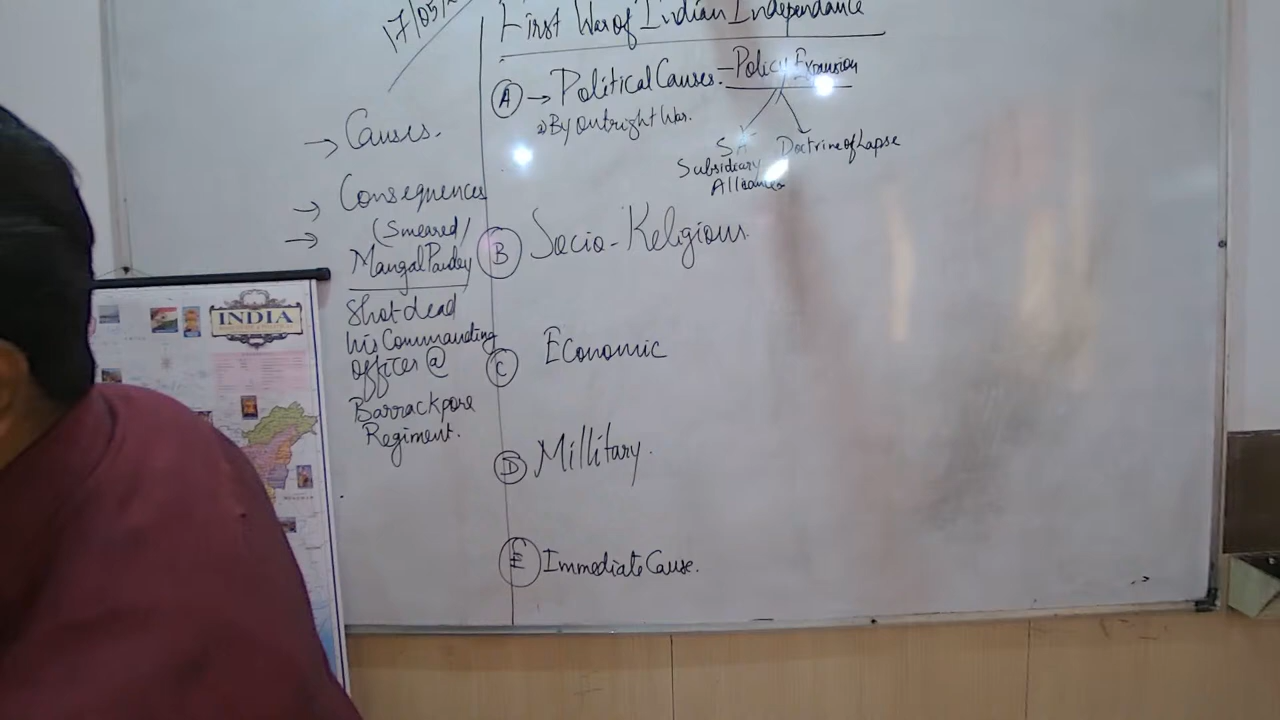 17/05/2
First War of Indian Independance
A → Political Causes. – Policy Expansion
a) By Outright War.
SA
Subsidiary Alliances
Doctrine of Lapse
B Socio-Religious
C Economic
D Millitary.
E Immediate Cause.
→ Causes.
→ Consequences
→ (Smeared/
Mangal Pandey
Shot dead
his Commanding
officer @
Barrackpore
Regiment.
INDIA